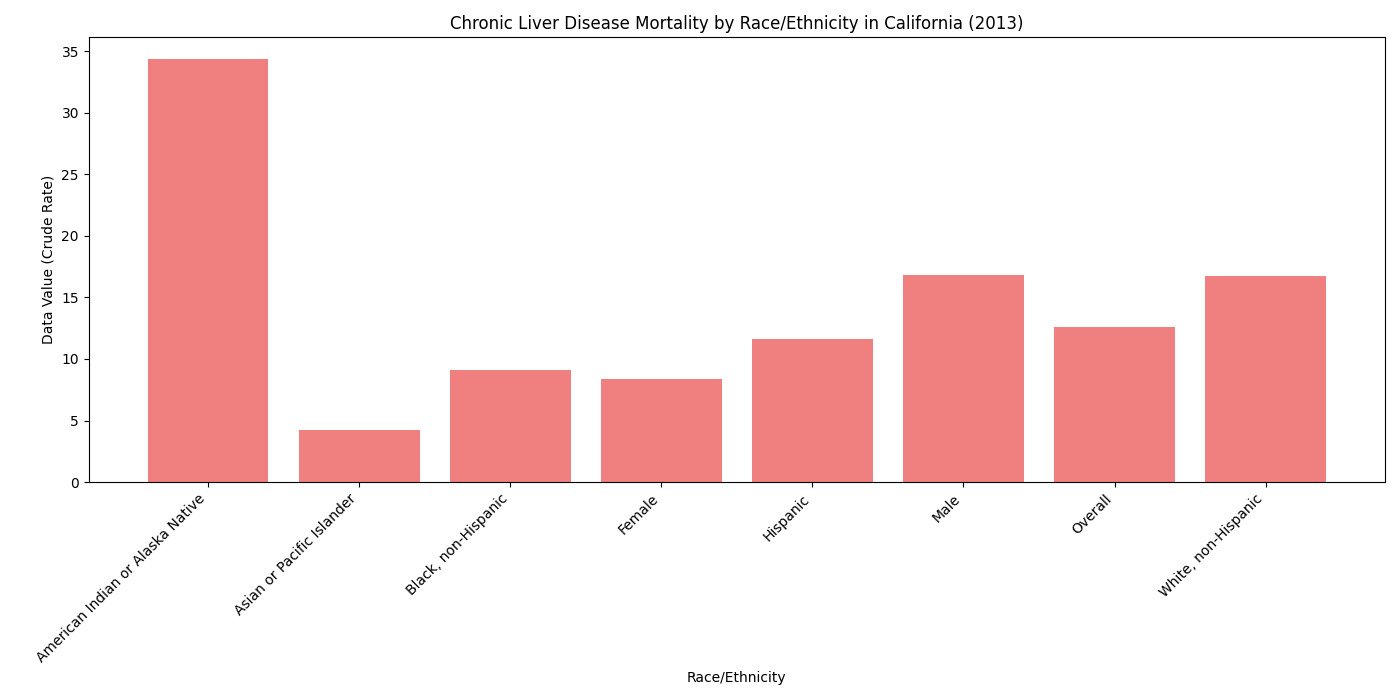 Chronic Liver Disease Mortality by Race/Ethnicity in California (2013)
Data Value (Crude Rate)
35
30
25
20
15
10
5
0
American Indian or Alaska Native
Asian or Pacific Islander
Black, non-Hispanic
Female
Hispanic
Male
Overall
White, non-Hispanic
Race/Ethnicity